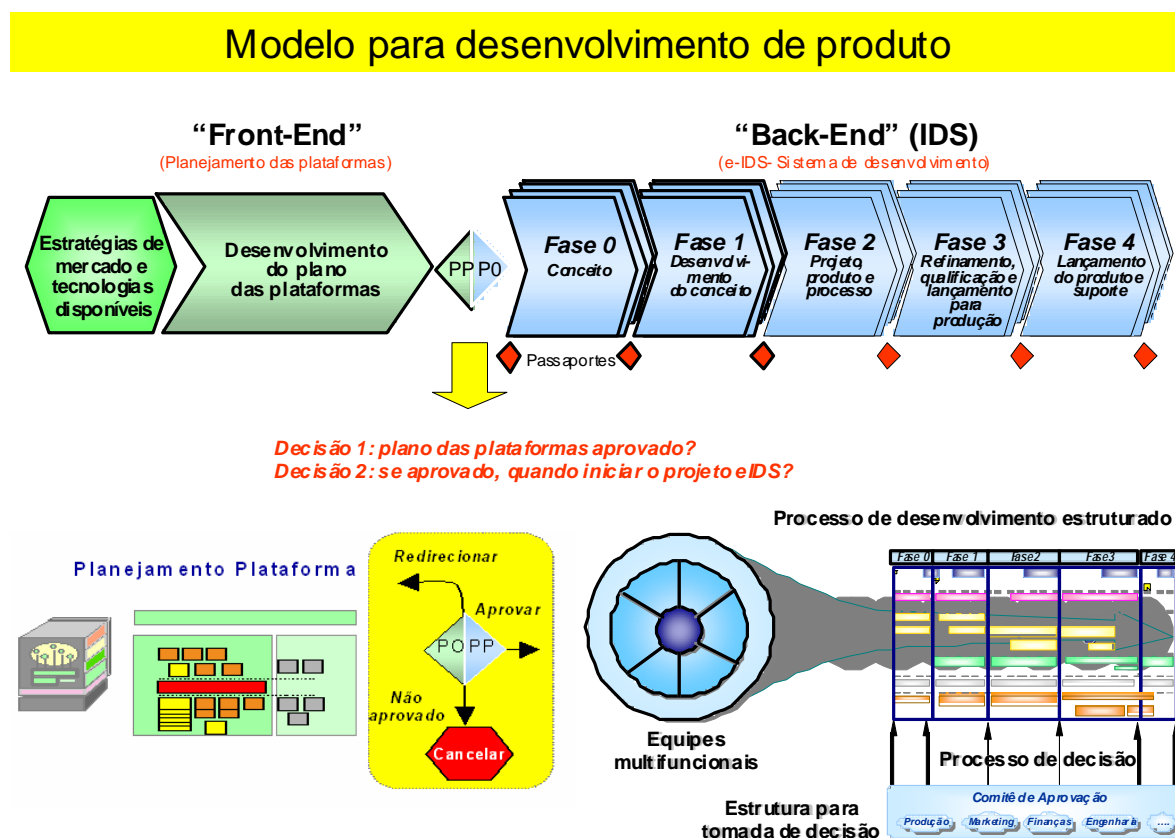 Modelo para desenvolvimento de produto
“Front-End”
(Planejamento das plataformas)
“Back-End” (IDS)
(e-IDS- Sistema de desenvolvimento)
Estratégias de
mercado e
tecnologias
disponíveis
Desenvolvimento
do plano
das plataformas
PP P0
Fase 0
Conceito
Fase 1
Desenvolvi-
mento
do conceito
Fase 2
Projeto,
produto e
processo
Fase 3
Refinamento,
qualificação e
lançamento
para
produção
Fase 4
Lançamento
do produto e
suporte
Passaportes
Decisão 1: plano das plataformas aprovado?
Decisão 2: se aprovado, quando iniciar o projeto eIDS?
Planejamento Plataforma
Redirecionar
Aprovar
PO PP
Não
aprovado
Cancelar
Equipes
multifuncionais
Processo de desenvolvimento estruturado
Fase 0 Fase 1 Fase2 Fase3 Fase 4
Processo de decisão
Estrutura para
tomada de decisão
Comitê de Aprovação
Produção Marketing Finanças Engenharia ....